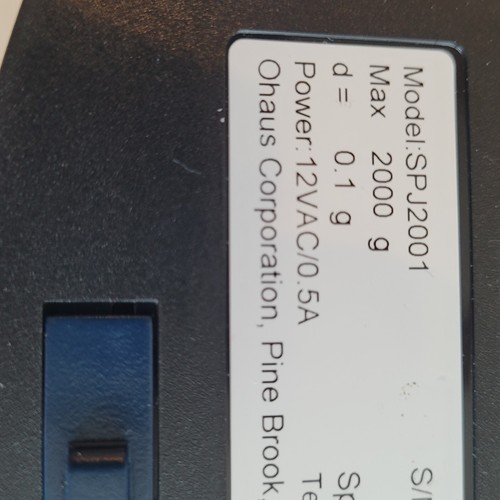 Model:SPJ2001
Max 2000 g
d = 0.1 g
Power:12VAC/0.5A
Ohaus Corporation, Pine Brook,